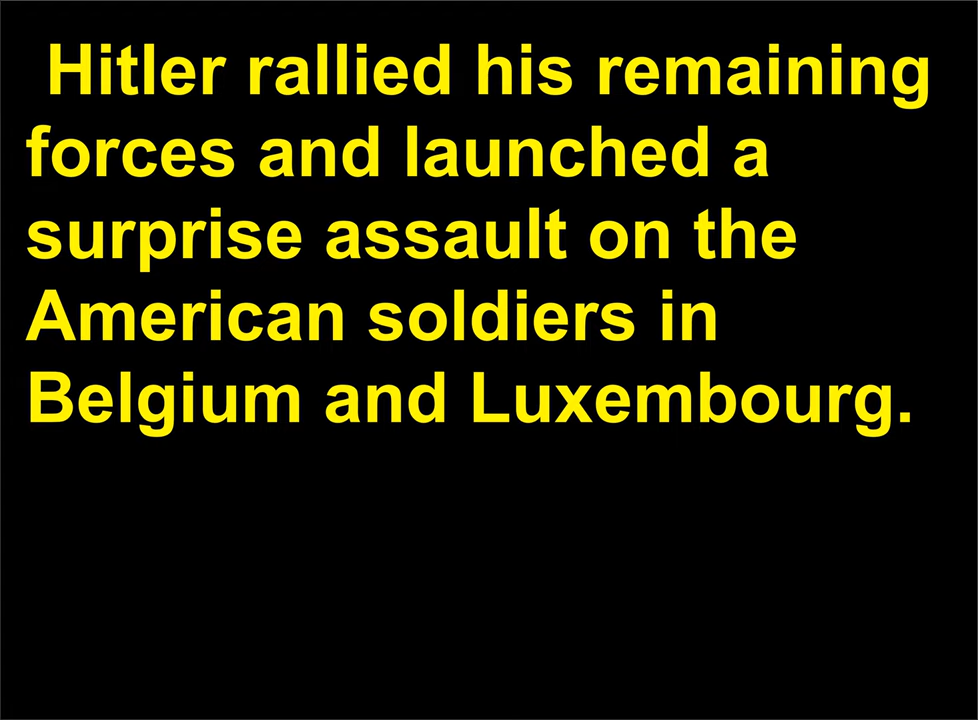 Hitler rallied his remaining
forces and launched a
surprise assault on the
American soldiers in
Belgium and Luxembourg.